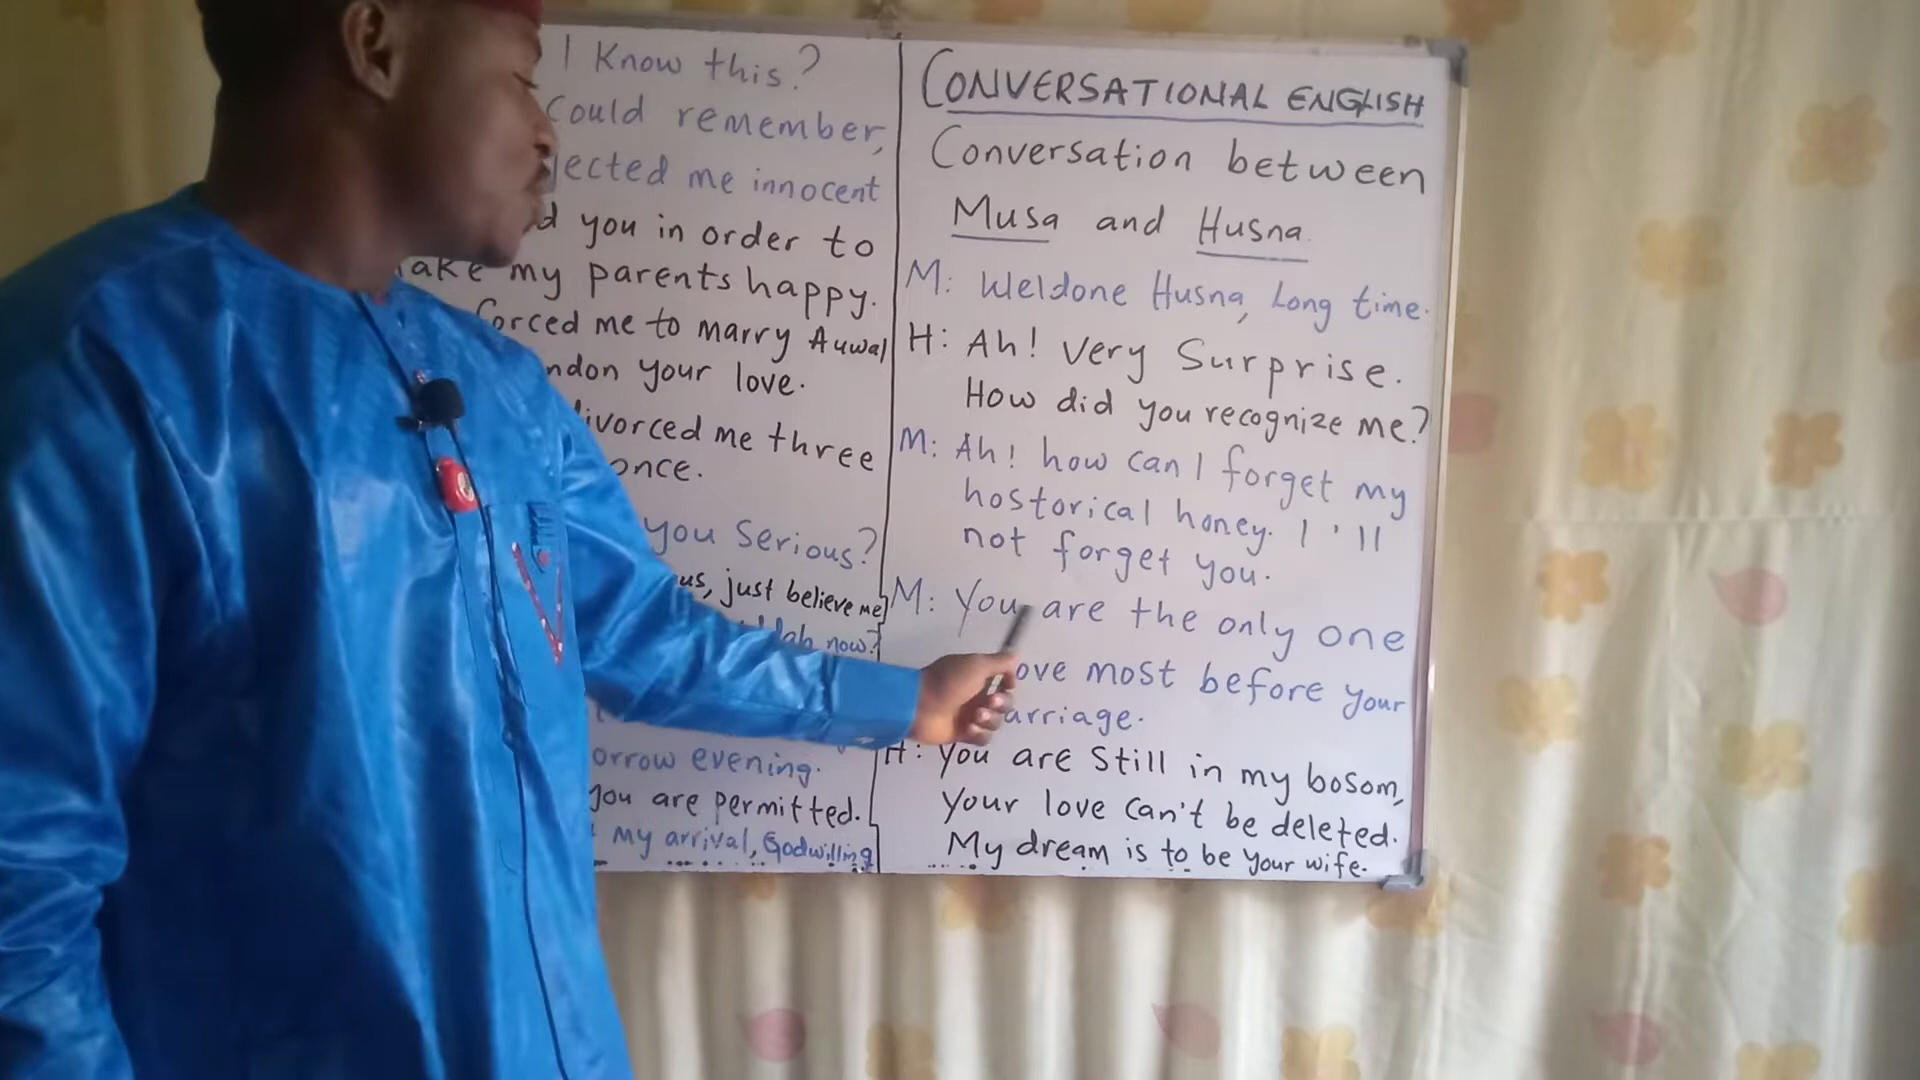 I Know this?
Could remember,
jected me innocent
you in order to
my parents happy.
forced me to marry Auwal
ndon your love.
ivorced me three
once.
you Serious?
us, just believe me
now?
orrow evening.
you are permitted.
my arrival, Godwilling
CONVERSATIONAL ENGLISH
Conversation between
Musa and Husna.
M: Weldone Husna, Long time.
H: Ah! Very Surprise.
How did you recognize me?
M: Ah! how can I forget my
hostorical honey. I'll
not forget you.
M: You are the only one
ove most before your
arriage.
H: You are Still in my bosom,
Your love can't be deleted.
My dream is to be your wife.